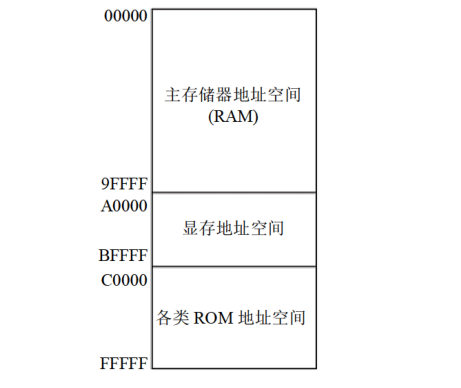 00000
主存储器地址空间
(RAM)
9FFFF
A0000
显存地址空间
BFFFF
C0000
各类 ROM 地址空间
FFFFF